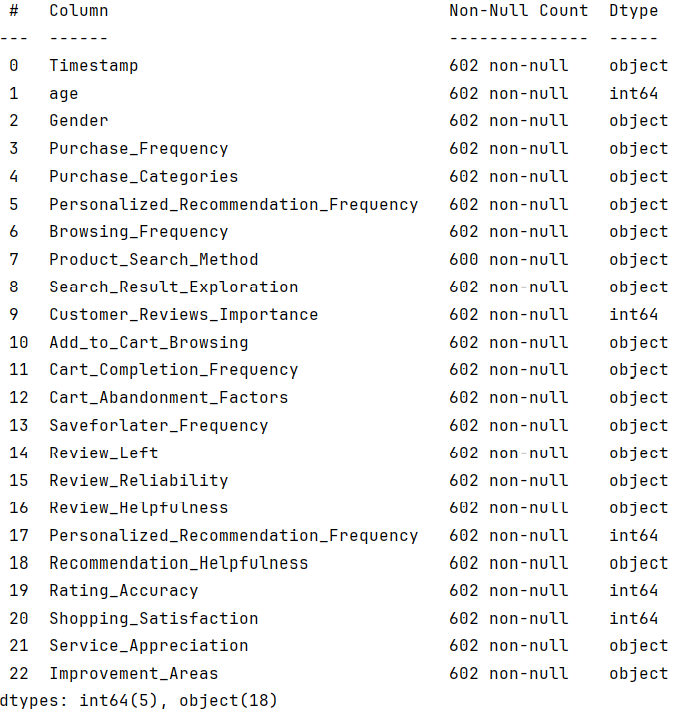 #   Column                                  Non-Null Count  Dtype
---  ------                                  --------------  -----
0   Timestamp                               602 non-null    object
1   age                                     602 non-null    int64
2   Gender                                  602 non-null    object
3   Purchase_Frequency                      602 non-null    object
4   Purchase_Categories                     602 non-null    object
5   Personalized_Recommendation_Frequency   602 non-null    object
6   Browsing_Frequency                      602 non-null    object
7   Product_Search_Method                   600 non-null    object
8   Search_Result_Exploration               602 non-null    object
9   Customer_Reviews_Importance             602 non-null    int64
10  Add_to_Cart_Browsing                    602 non-null    object
11  Cart_Completion_Frequency               602 non-null    object
12  Cart_Abandonment_Factors                602 non-null    object
13  Saveforlater_Frequency                  602 non-null    object
14  Review_Left                             602 non-null    object
15  Review_Reliability                      602 non-null    object
16  Review_Helpfulness                      602 non-null    object
17  Personalized_Recommendation_Frequency   602 non-null    int64
18  Recommendation_Helpfulness              602 non-null    object
19  Rating_Accuracy                         602 non-null    int64
20  Shopping_Satisfaction                   602 non-null    int64
21  Service_Appreciation                    602 non-null    object
22  Improvement_Areas                       602 non-null    object
dtypes: int64(5), object(18)